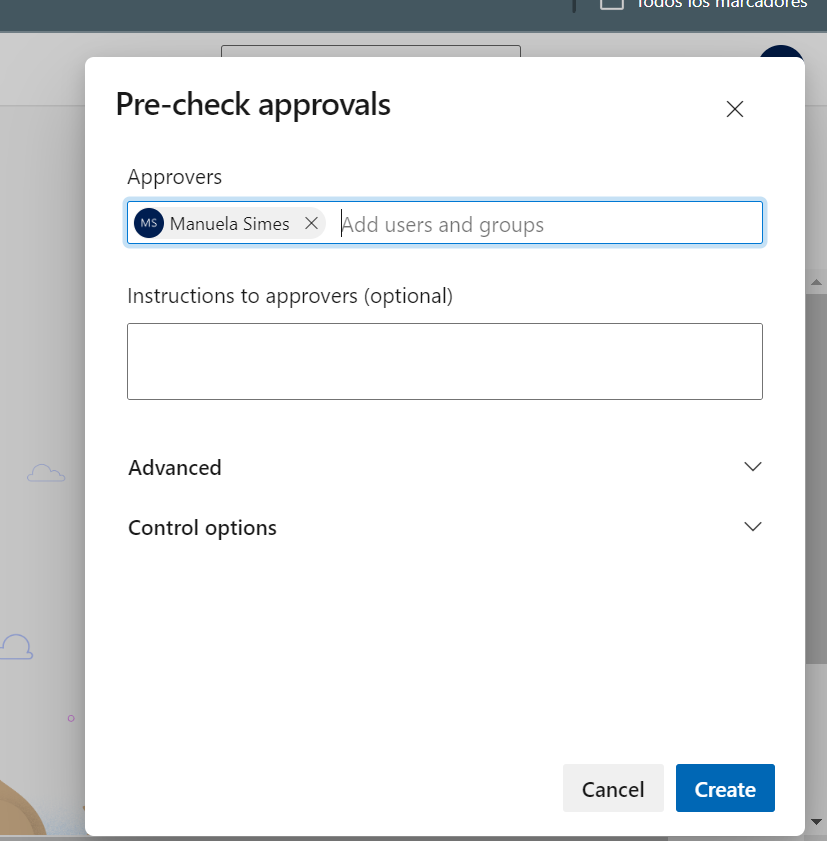 Todos los marcadores
Pre-check approvals
Approvers
MS Manuela Simes Add users and groups
Instructions to approvers (optional)
Advanced
Control options
Cancel Create